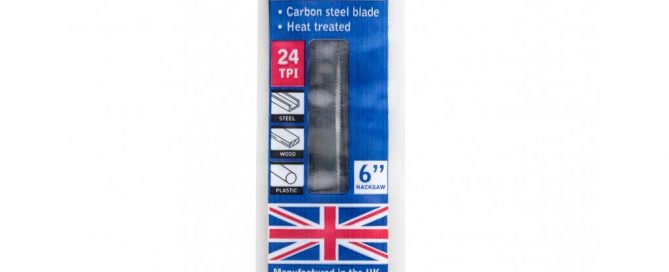 • Carbon steel blade
• Heat treated
24
TPI
STEEL
WOOD
PLASTIC
6’’
HACKSAW
Manufactured in the UK